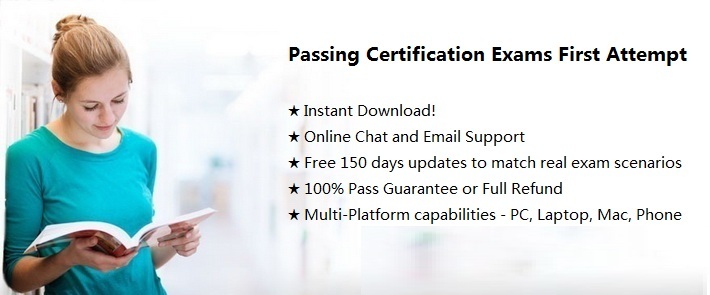 Passing Certification Exams First Attempt
★ Instant Download!
★ Online Chat and Email Support
★ Free 150 days updates to match real exam scenarios
★ 100% Pass Guarantee or Full Refund
★ Multi-Platform capabilities - PC, Laptop, Mac, Phone